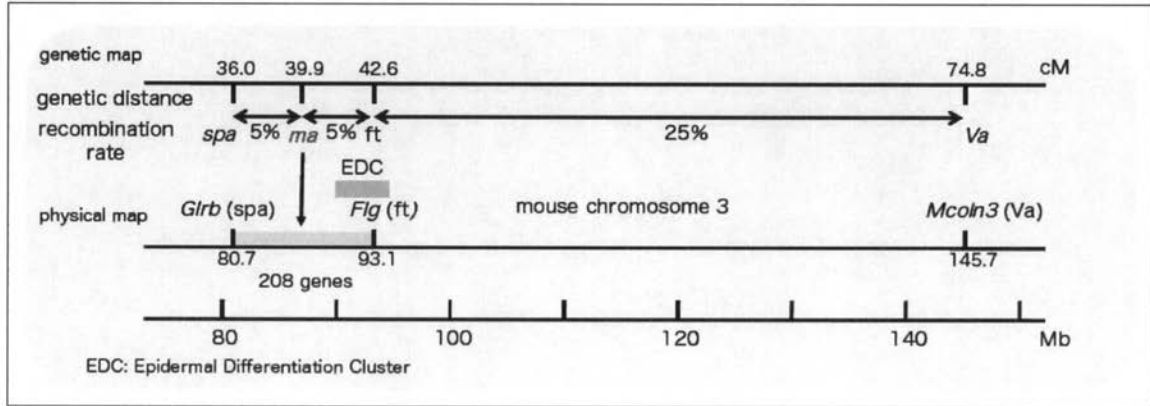 genetic map
36.0 39.9 42.6 74.8 cM
genetic distance
recombination rate
spa 5% ma 5% ft 25% Va
EDC
physical map
Glrb (spa) Flg (ft) mouse chromosome 3 Mcoln3 (Va)
80.7 93.1 145.7
208 genes
80 100 120 140 Mb
EDC: Epidermal Differentiation Cluster